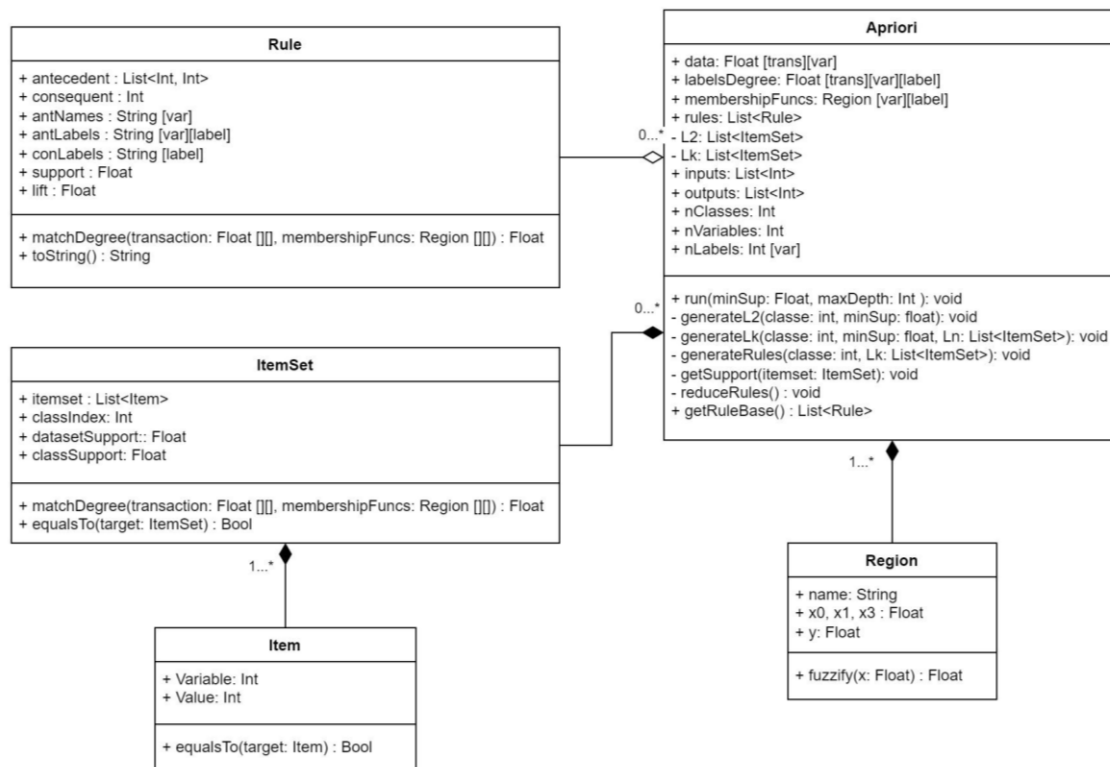 Rule
+ antecedent : List<Int, Int>
+ consequent : Int
+ antNames : String [var]
+ antLabels : String [var][label]
+ conLabels : String [label]
+ support : Float
+ lift : Float
+ matchDegree(transaction: Float [][], membershipFuncs: Region [][]) : Float
+ toString() : String
0...*
Apriori
+ data: Float [trans][var]
+ labelsDegree: Float [trans][var][label]
+ membershipFuncs: Region [var][label]
+ rules: List<Rule>
- L2: List<ItemSet>
- Lk: List<ItemSet>
+ inputs: List<Int>
+ outputs: List<Int>
+ nClasses: Int
+ nVariables: Int
+ nLabels: Int [var]
+ run(minSup: Float, maxDepth: Int ): void
- generateL2(classe: int, minSup: float): void
- generateLk(classe: int, minSup: float, Ln: List<ItemSet>): void
- generateRules(classe: int, Lk: List<ItemSet>): void
- getSupport(itemset: ItemSet): void
- reduceRules() : void
+ getRuleBase() : List<Rule>
0...*
ItemSet
+ itemset : List<Item>
+ classIndex: Int
+ datasetSupport:: Float
+ classSupport: Float
+ matchDegree(transaction: Float [][], membershipFuncs: Region [][]) : Float
+ equalsTo(target: ItemSet) : Bool
1...*
1...*
Region
+ name: String
+ x0, x1, x3 : Float
+ y: Float
+ fuzzify(x: Float) : Float
Item
+ Variable: Int
+ Value: Int
+ equalsTo(target: Item) : Bool